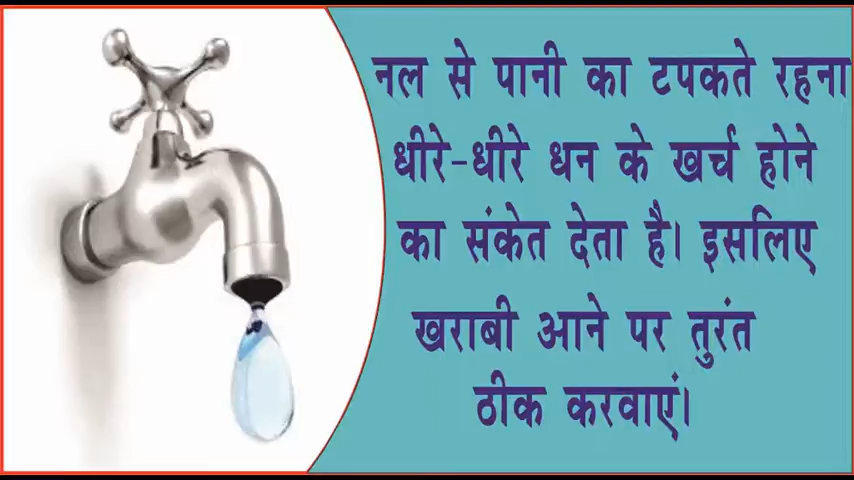 नल से पानी का टपकते रहना
धीरे-धीरे धन के खर्च होने
का संकेत देता है। इसलिए
खराबी आने पर तुरंत
ठीक करवाएं।